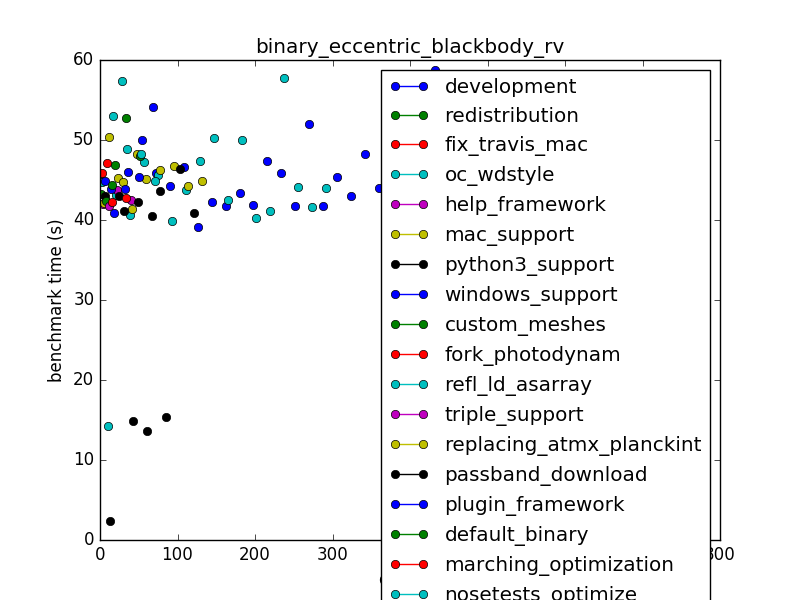 binary_eccentric_blackbody_rv
60
50
40
30
20
10
0
benchmark time (s)
0
100
200
300
800
development
redistribution
fix_travis_mac
oc_wdstyle
help_framework
mac_support
python3_support
windows_support
custom_meshes
fork_photodynam
refl_ld_asarray
triple_support
replacing_atmx_planckint
passband_download
plugin_framework
default_binary
marching_optimization
nosetests_optimize